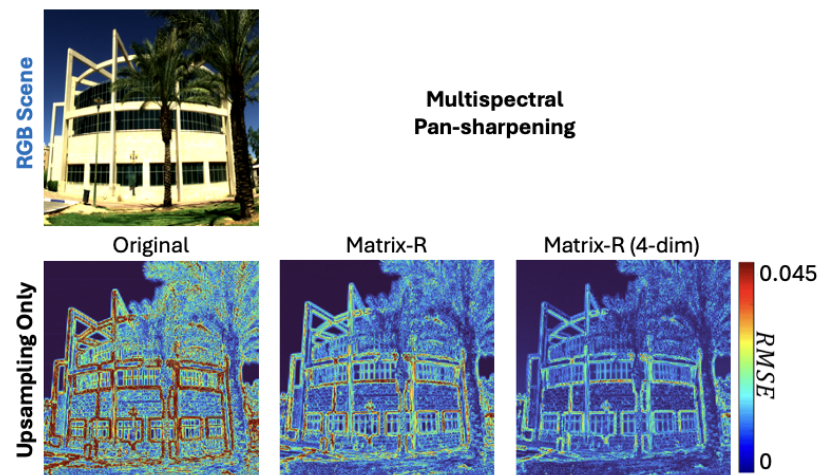 RGB Scene
Multispectral
Pan-sharpening
Original
Matrix-R
Matrix-R (4-dim)
Upsampling Only
0.045
RMSE
0